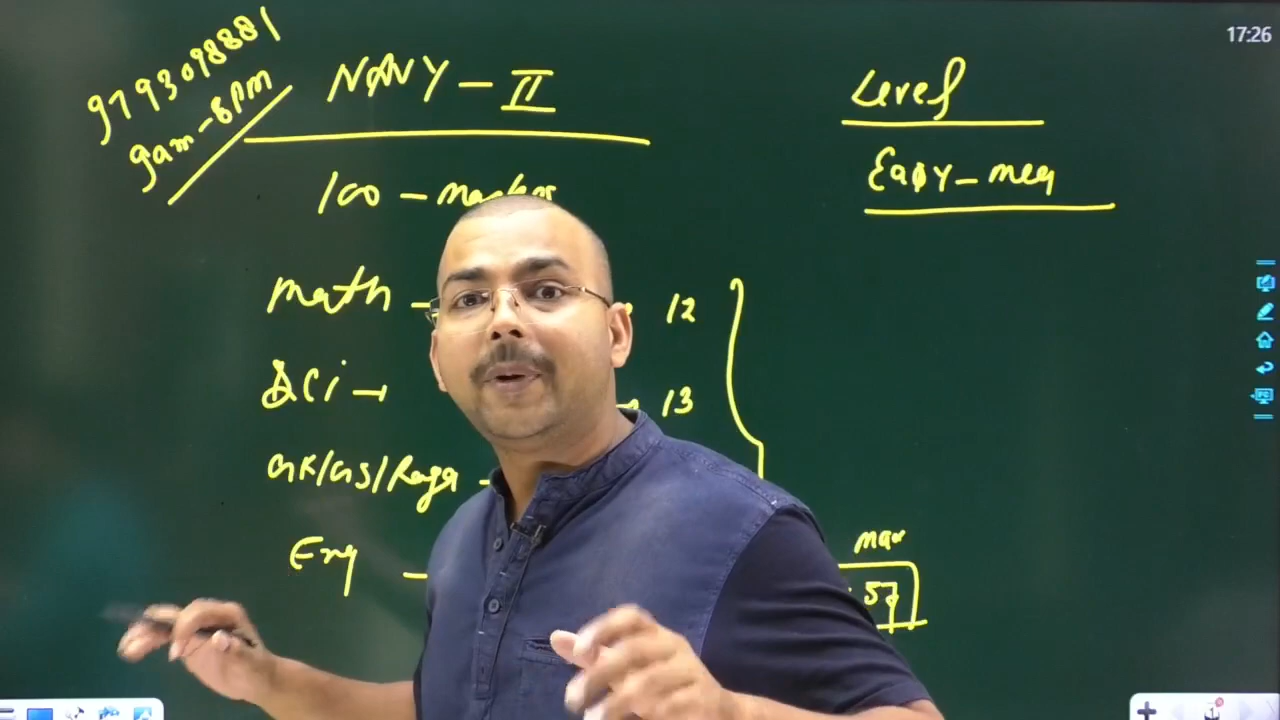 9793098881
9am-8PM
NAVY - II
100 - marks
Math - 12
Sci → 13
GK/GS/Reas -
Eng -
Level
Easy - med
max
57
17:26